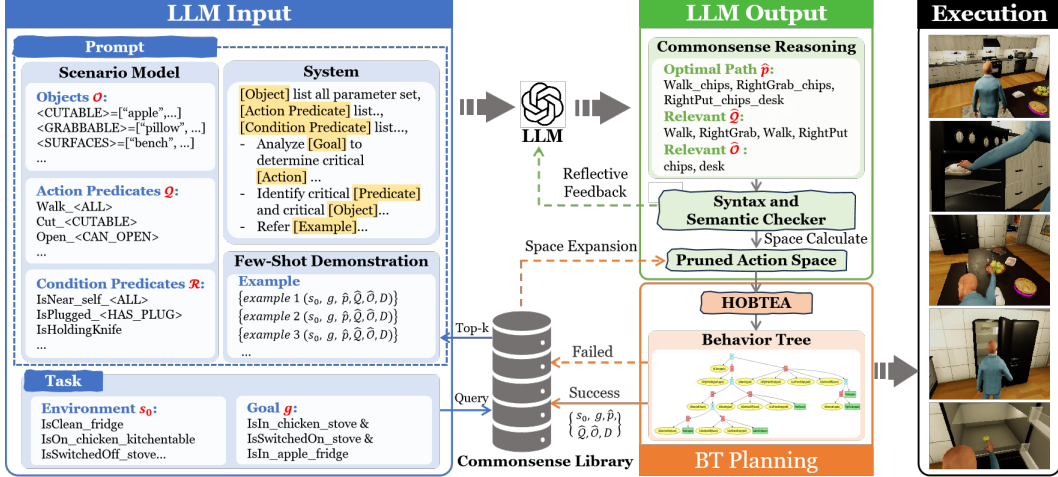 LLM Input
Prompt
Scenario Model
Objects 𝒪:
<CUTABLE>=["apple",...]
<GRABBABLE>=["pillow", ...]
<SURFACES>=["bench", ...]
...
Action Predicates 𝒬:
Walk_<ALL>
Cut_<CUTABLE>
Open_<CAN_OPEN>
...
Condition Predicates ℛ:
IsNear_self_<ALL>
IsPlugged_<HAS_PLUG>
IsHoldingKnife
...
System
[Object] list all parameter set,
[Action Predicate] list..,
[Condition Predicate] list...,
- Analyze [Goal] to
determine critical
[Action] ...
- Identify critical [Predicate]
and critical [Object]...
- Refer [Example]...
Few-Shot Demonstration
Example
{example 1 (s₀, g, p̂, Q̂, Ô, D)}
{example 2 (s₀, g, p̂, Q̂, Ô, D)}
{example 3 (s₀, g, p̂, Q̂, Ô, D)}
...
Task
Environment s₀:
IsClean_fridge
IsOn_chicken_kitchentable
IsSwitchedOff_stove...
Goal g:
IsIn_chicken_stove &
IsSwitchedOn_stove &
IsIn_apple_fridge
LLM
Reflective
Feedback
Space Expansion
Top-k
Query
Failed
Success
{s₀, g, p̂,
Q̂, Ô, D}
Commonsense Library
LLM Output
Commonsense Reasoning
Optimal Path p̂:
Walk_chips, RightGrab_chips,
RightPut_chips_desk
Relevant Q̂:
Walk, RightGrab, Walk, RightPut
Relevant Ô :
chips, desk
Syntax and
Semantic Checker
Space Calculate
Pruned Action Space
HOBTEA
Behavior Tree
BT Planning
Execution